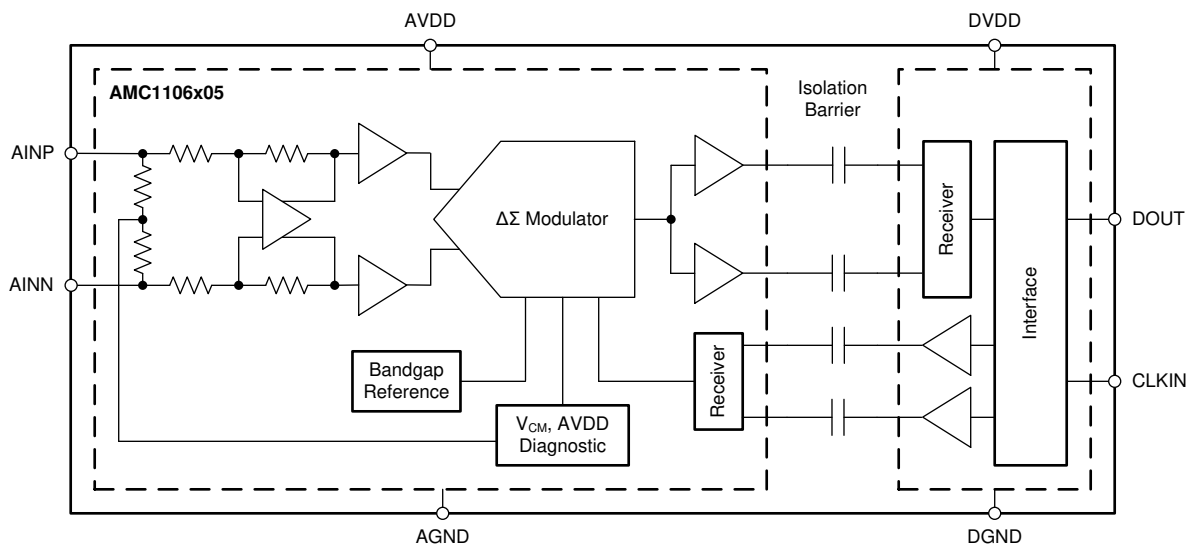 AVDD
DVDD
AMC1106x05
Isolation
Barrier
AINP
AINN
ΔΣ Modulator
Receiver
Interface
DOUT
CLKIN
Bandgap
Reference
VCM, AVDD
Diagnostic
Receiver
AGND
DGND